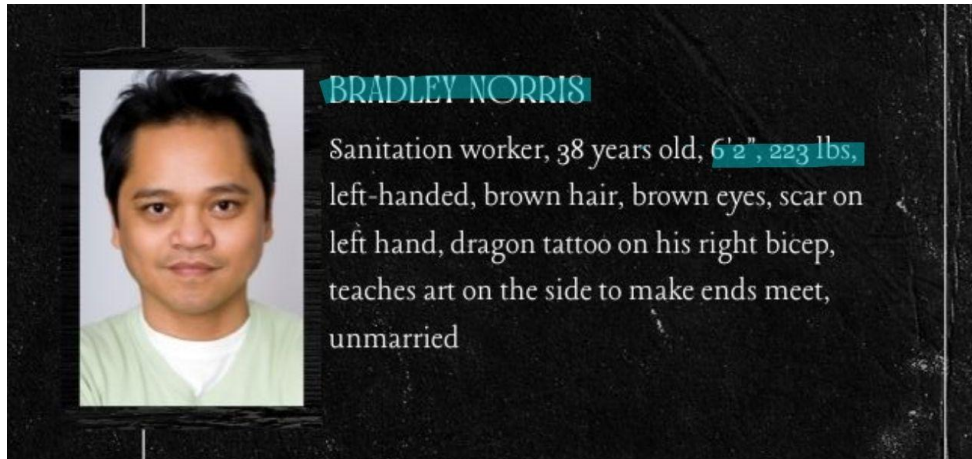 BRADLEY NORRIS
Sanitation worker, 38 years old, 6'2”, 223 lbs,
left-handed, brown hair, brown eyes, scar on
left hand, dragon tattoo on his right bicep,
teaches art on the side to make ends meet,
unmarried